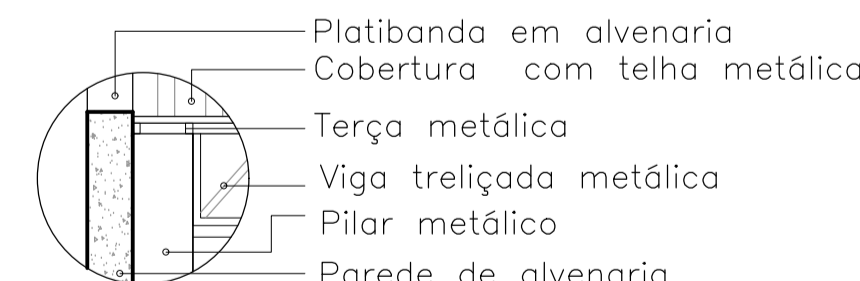 Platibanda em alvenaria
Cobertura com telha metálica
Terça metálica
Viga treliçada metálica
Pilar metálico
Parede de alvenaria